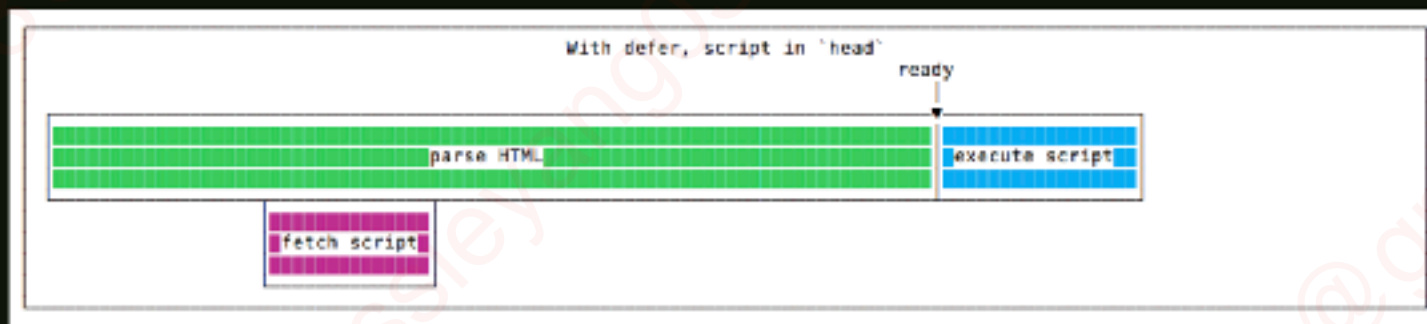 With defer, script in `head`
ready
parse HTML
execute script
fetch script